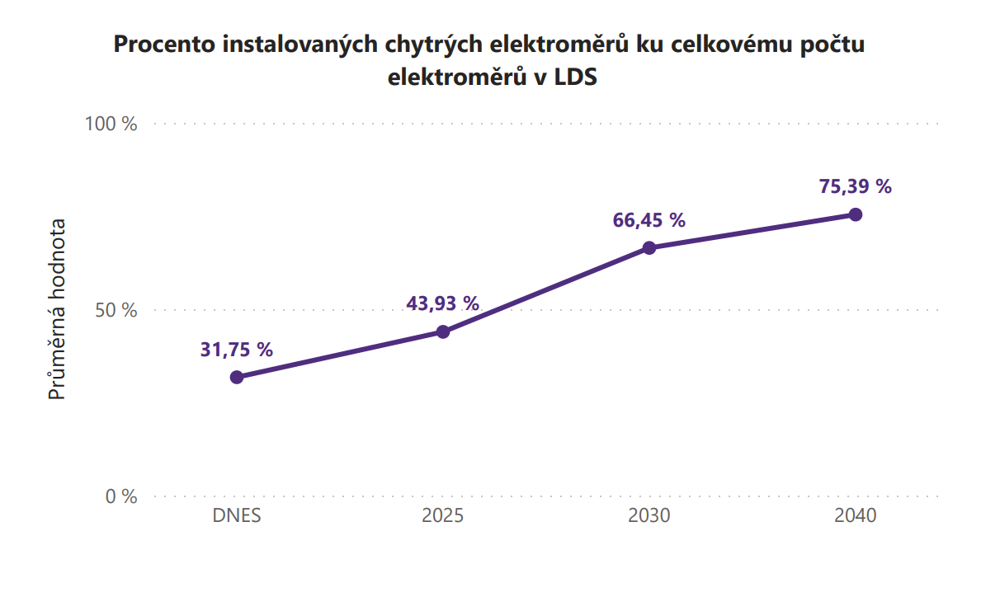 Procento instalovaných chytrých elektroměrů ku celkovému počtu
elektroměrů v LDS
100 %
75,39 %
66,45 %
Průměrná hodnota
50 %
43,93 %
31,75 %
0 %
DNES
2025
2030
2040